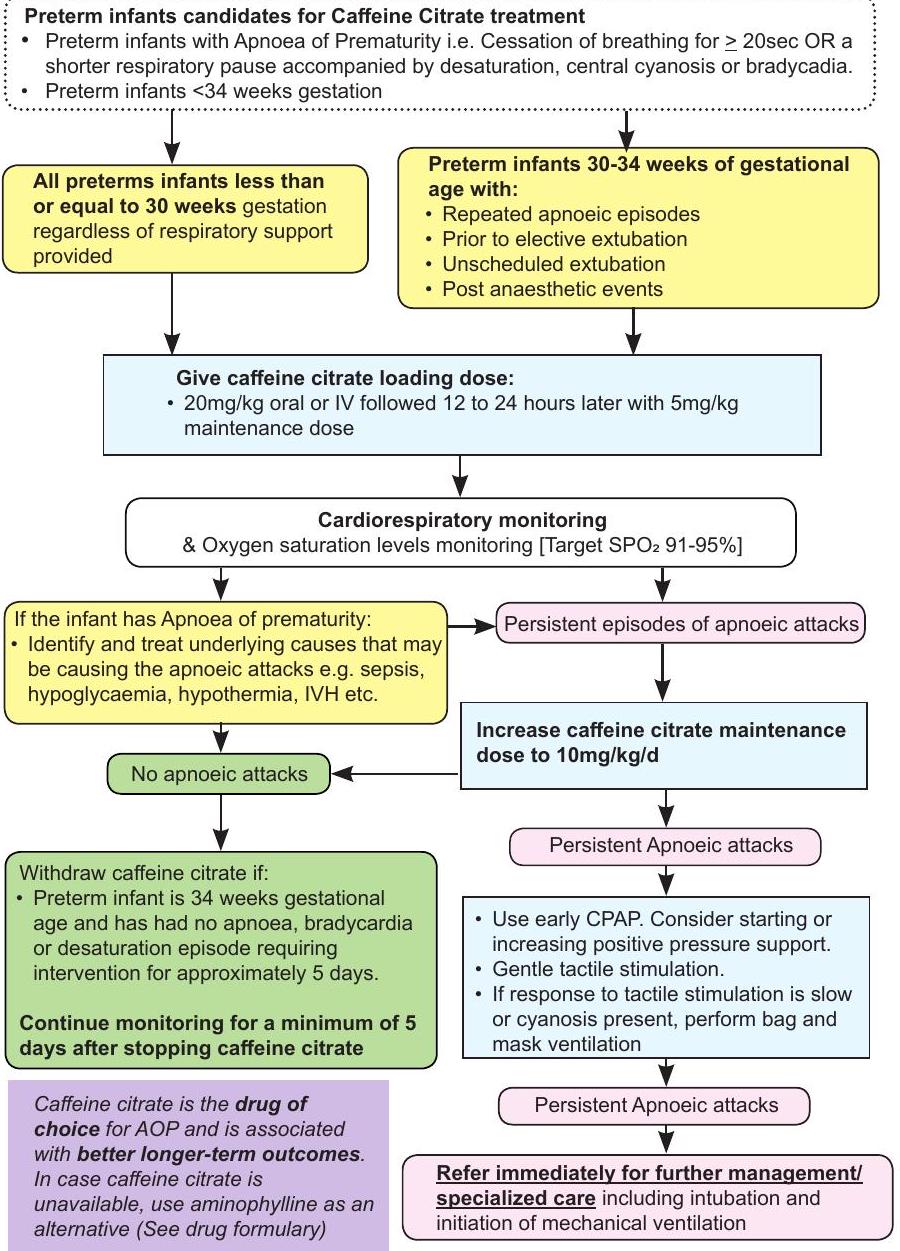 Preterm infants candidates for Caffeine Citrate treatment
• Preterm infants with Apnoea of Prematurity i.e. Cessation of breathing for ≥ 20sec OR a
shorter respiratory pause accompanied by desaturation, central cyanosis or bradycadia.
• Preterm infants <34 weeks gestation
All preterms infants less than
or equal to 30 weeks gestation
regardless of respiratory support
provided
Preterm infants 30-34 weeks of gestational
age with:
• Repeated apnoeic episodes
• Prior to elective extubation
• Unscheduled extubation
• Post anaesthetic events
Give caffeine citrate loading dose:
• 20mg/kg oral or IV followed 12 to 24 hours later with 5mg/kg
maintenance dose
Cardiorespiratory monitoring
& Oxygen saturation levels monitoring [Target SPO₂ 91-95%]
If the infant has Apnoea of prematurity:
• Identify and treat underlying causes that may
be causing the apnoeic attacks e.g. sepsis,
hypoglycaemia, hypothermia, IVH etc.
Persistent episodes of apnoeic attacks
Increase caffeine citrate maintenance
dose to 10mg/kg/d
No apnoeic attacks
Persistent Apnoeic attacks
Withdraw caffeine citrate if:
• Preterm infant is 34 weeks gestational
age and has had no apnoea, bradycardia
or desaturation episode requiring
intervention for approximately 5 days.
Continue monitoring for a minimum of 5
days after stopping caffeine citrate
• Use early CPAP. Consider starting or
increasing positive pressure support.
• Gentle tactile stimulation.
• If response to tactile stimulation is slow
or cyanosis present, perform bag and
mask ventilation
Persistent Apnoeic attacks
Caffeine citrate is the drug of
choice for AOP and is associated
with better longer-term outcomes.
In case caffeine citrate is
unavailable, use aminophylline as an
alternative (See drug formulary)
Refer immediately for further management/
specialized care including intubation and
initiation of mechanical ventilation